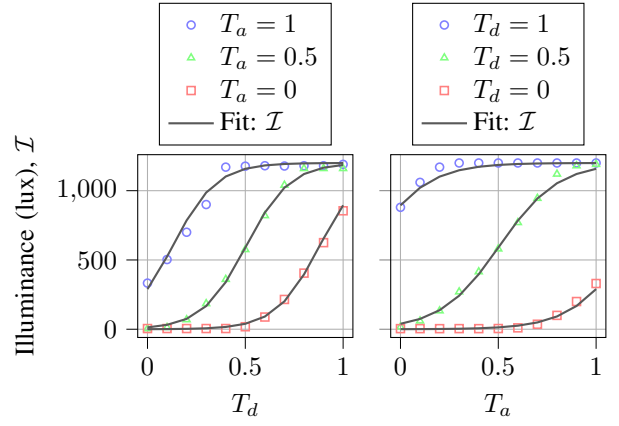 T_a = 1
T_a = 0.5
T_a = 0
Fit: ℐ
T_d = 1
T_d = 0.5
T_d = 0
Fit: ℐ
Illuminance (lux), ℐ
1,000
500
0
0 0.5 1
0 0.5 1
T_d
T_a